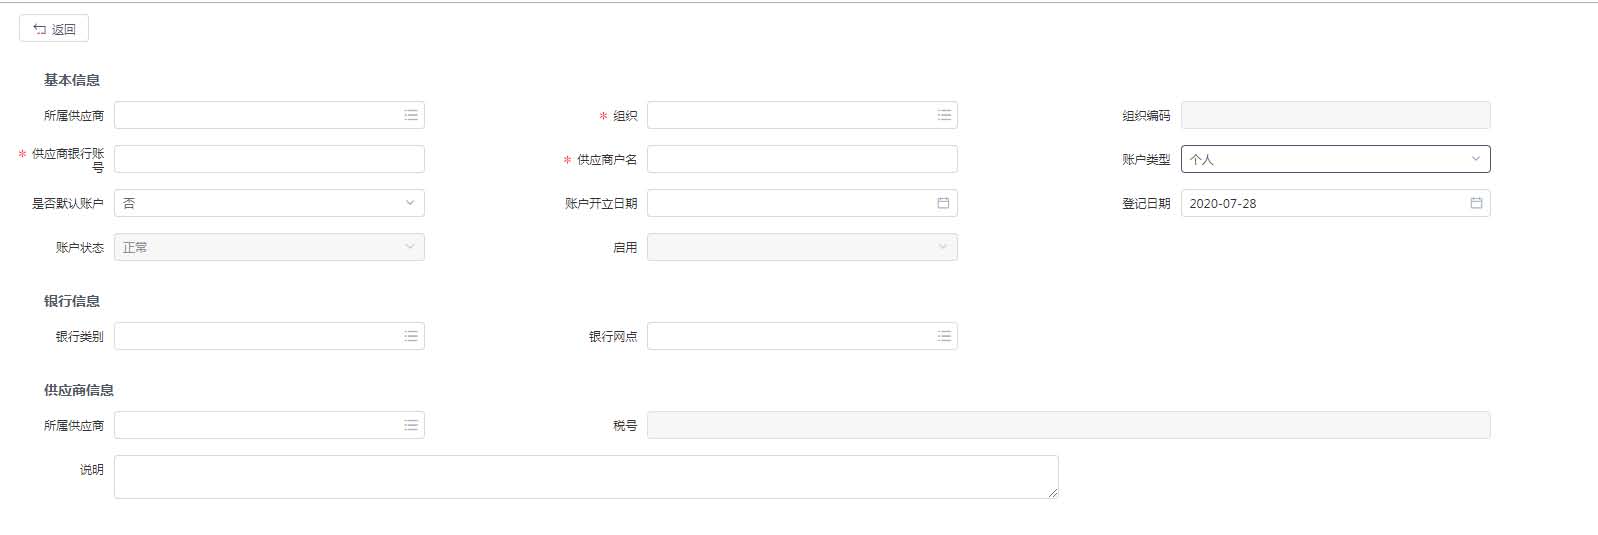 返回
基本信息
所属供应商
* 组织
组织编码
* 供应商银行账
号
* 供应商户名
账户类型 个人
是否默认账户 否
账户开立日期
登记日期 2020-07-28
账户状态 正常
启用
银行信息
银行类别
银行网点
供应商信息
所属供应商
税号
说明